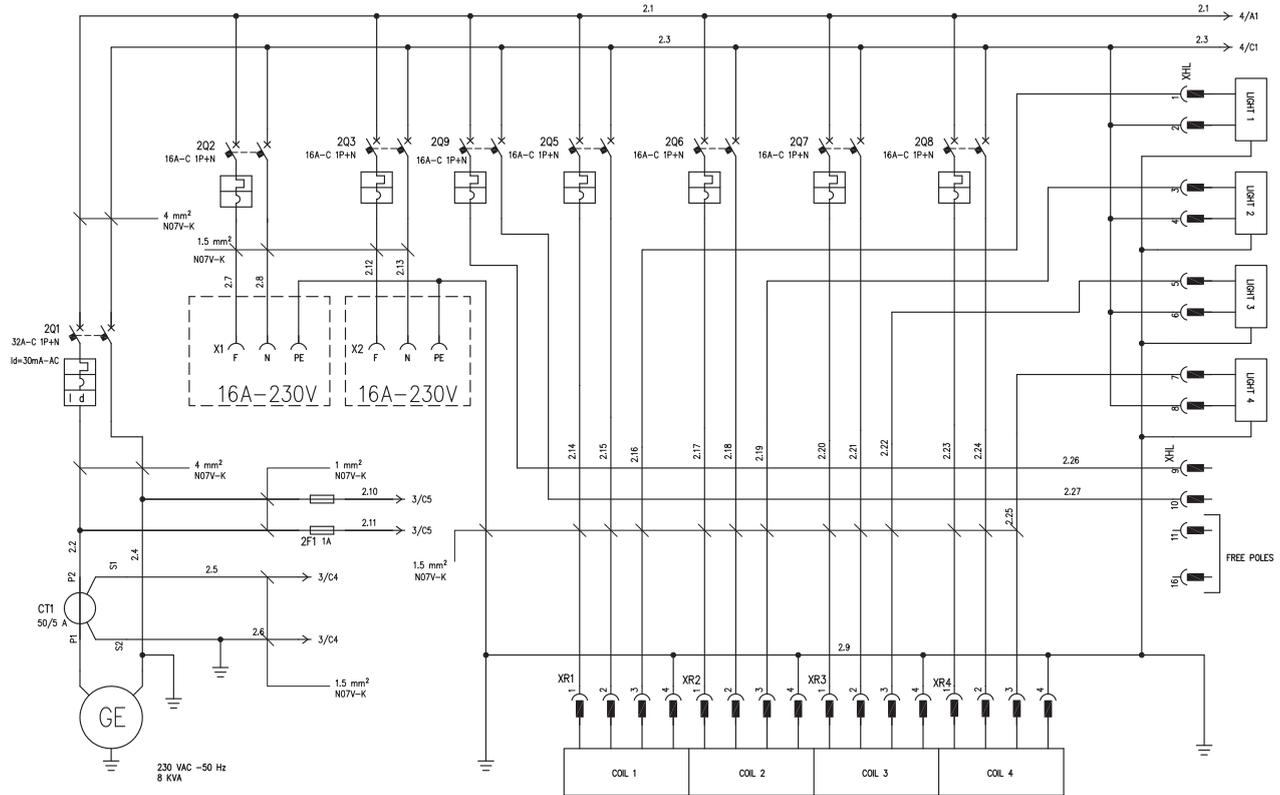 2.1
2.1
4/A1
2.3
2.3
4/C1
XHL
1
2
LIGHT 1
2Q2
16A-C 1P+N
2Q3
16A-C 1P+N
2Q9
16A-C 1P+N
2Q5
16A-C 1P+N
2Q6
16A-C 1P+N
2Q7
16A-C 1P+N
2Q8
16A-C 1P+N
3
4
LIGHT 2
4 mm²
N07V-K
1.5 mm²
N07V-K
2.7
2.8
2.12
2.13
5
6
LIGHT 3
2Q1
32A-C 1P+N
Id=30mA-AC
I d
X1
F
N
PE
16A-230V
X2
F
N
PE
16A-230V
7
8
LIGHT 4
2.14
2.15
2.16
2.17
2.18
2.19
2.20
2.21
2.22
2.23
2.24
4 mm²
N07V-K
1 mm²
N07V-K
2.26
XHL
9
2.10
3/C5
2.27
10
2.11
3/C5
2F1 1A
2.25
11
16
FREE POLES
2.2
2.4
1.5 mm²
N07V-K
P2
S1
2.5
3/C4
CT1
50/5 A
P1
S2
2.6
3/C4
1.5 mm²
N07V-K
2.9
XR1
1
2
3
4
XR2
1
2
3
4
XR3
1
2
3
4
XR4
1
2
3
4
GE
230 VAC -50 Hz
8 KVA
COIL 1
COIL 2
COIL 3
COIL 4